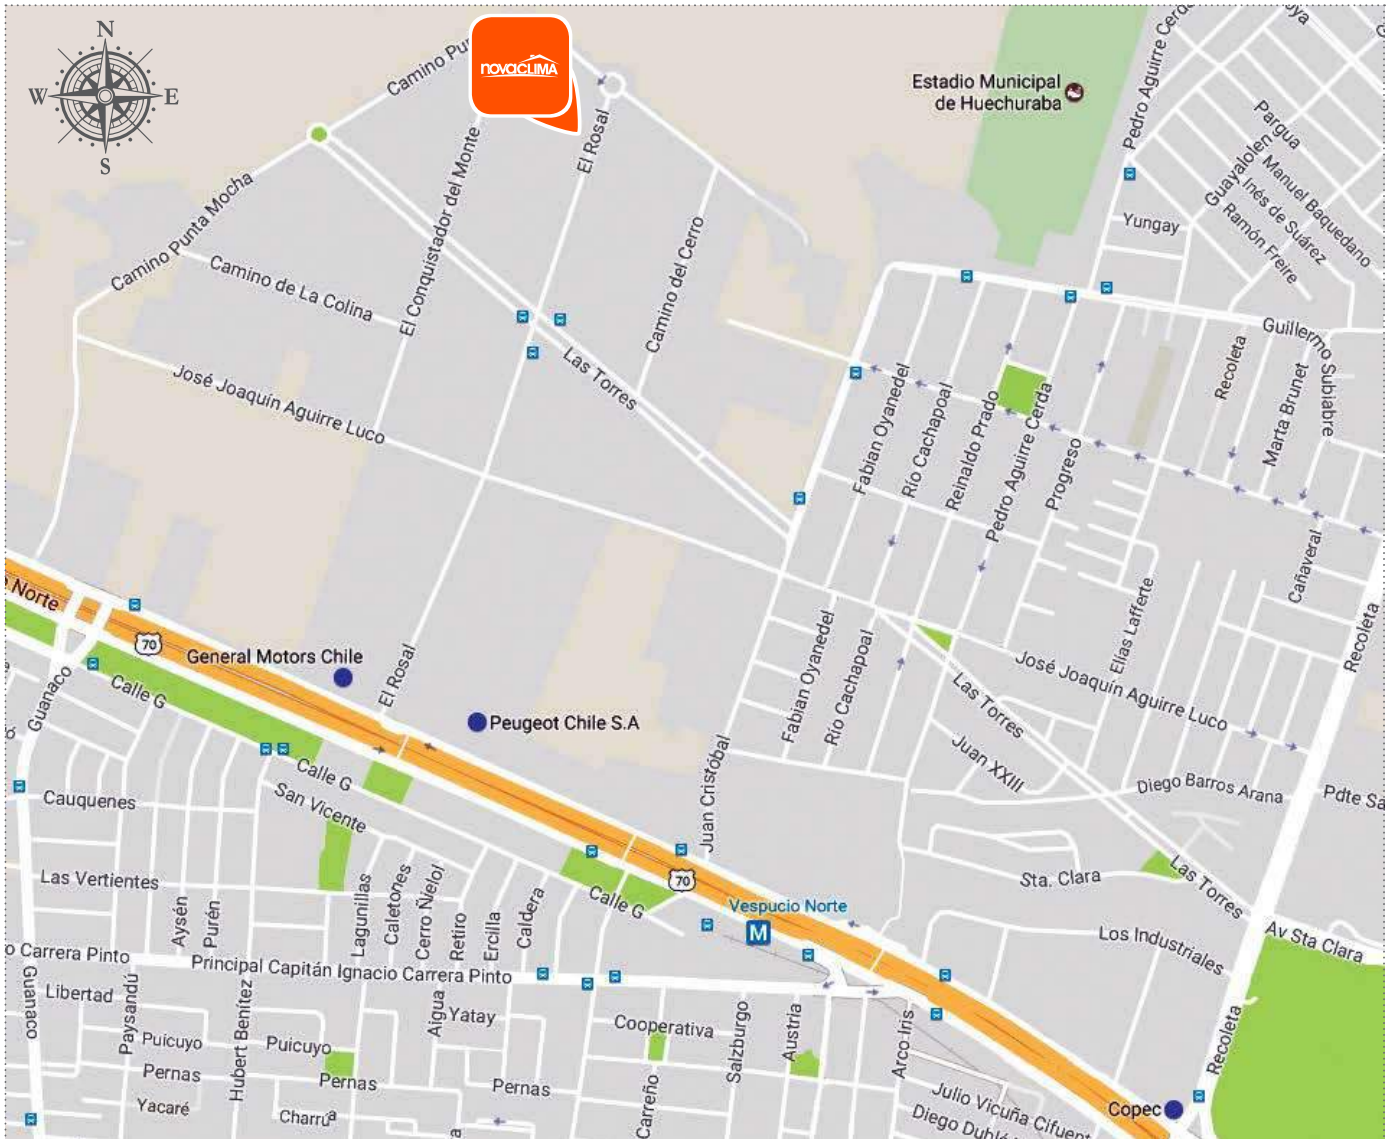 N
W
E
S
Camino Pu
NOVACLIMA
El Rosal
Estadio Municipal
de Huechuraba
Pedro Aguirre Cerda
oya
Pargua
Guayalolen
Manuel Baquedano
Inés de Suárez
Ramón Freire
Yungay
Camino Punta Mocha
El Conquistador del Monte
Camino de La Colina
Camino del Cerro
Guillermo Subiabre
José Joaquín Aguirre Luco
Las Torres
Fabian Oyanedel
Río Cachapoal
Reinaldo Prado
Pedro Aguirre Cerda
Progreso
Recoleta
Marta Brunet
Cañaveral
Elías Lafferte
Recoleta
o Norte
70
General Motors Chile
El Rosal
Peugeot Chile S.A
Guanaco
Calle G
Calle G
San Vicente
Cauquenes
Juan Cristóbal
Fabian Oyanedel
Río Cachapoal
José Joaquín Aguirre Luco
Las Torres
Juan XXIII
Diego Barros Arana
Pdte Sa
Las Vertientes
Aysén
Purén
Lagunillas
Caletones
Cerro Ñielol
Retiro
Ercilla
Caldera
Calle G
70
Vespucio Norte
M
Sta. Clara
Las Torres
Av Sta Clara
Los Industriales
o Carrera Pinto
Principal Capitán Ignacio Carrera Pinto
Guanaco
Libertad
Paysandú
Hubert Benítez
Puicuyo
Puicuyo
Pernas
Pernas
Pernas
Yacaré
Charrúa
Aigua
Yatay
Cooperativa
Carreño
Salzburgo
Austria
Arco Iris
Recoleta
Julio Vicuña Cifuent
Copec
a